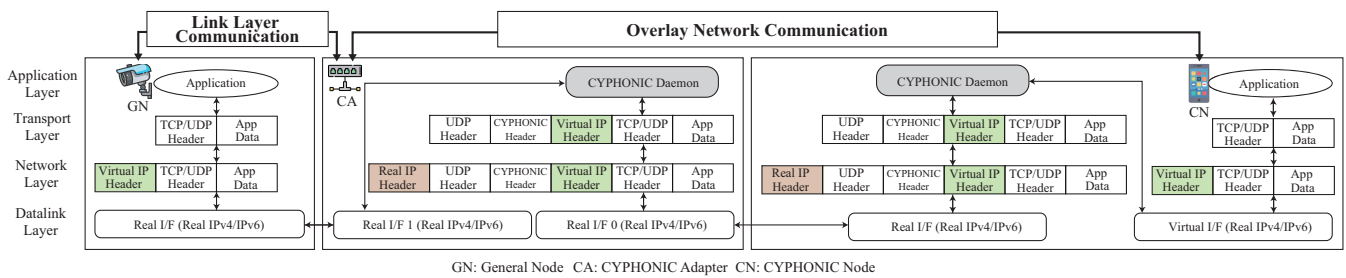 Link Layer
Communication
Overlay Network Communication
Application
Layer
Transport
Layer
Network
Layer
Datalink
Layer
GN
Application
TCP/UDP
Header
App
Data
Virtual IP
Header
TCP/UDP
Header
App
Data
Real I/F (Real IPv4/IPv6)
CA
CYPHONIC Daemon
UDP
Header
CYPHONIC
Header
Virtual IP
Header
TCP/UDP
Header
App
Data
Real IP
Header
UDP
Header
CYPHONIC
Header
Virtual IP
Header
TCP/UDP
Header
App
Data
Real I/F 1 (Real IPv4/IPv6)
Real I/F 0 (Real IPv4/IPv6)
CYPHONIC Daemon
UDP
Header
CYPHONIC
Header
Virtual IP
Header
TCP/UDP
Header
App
Data
Real IP
Header
UDP
Header
CYPHONIC
Header
Virtual IP
Header
TCP/UDP
Header
App
Data
Real I/F (Real IPv4/IPv6)
CN
Application
TCP/UDP
Header
App
Data
Virtual IP
Header
TCP/UDP
Header
App
Data
Virtual I/F (Real IPv4/IPv6)
GN: General Node CA: CYPHONIC Adapter CN: CYPHONIC Node